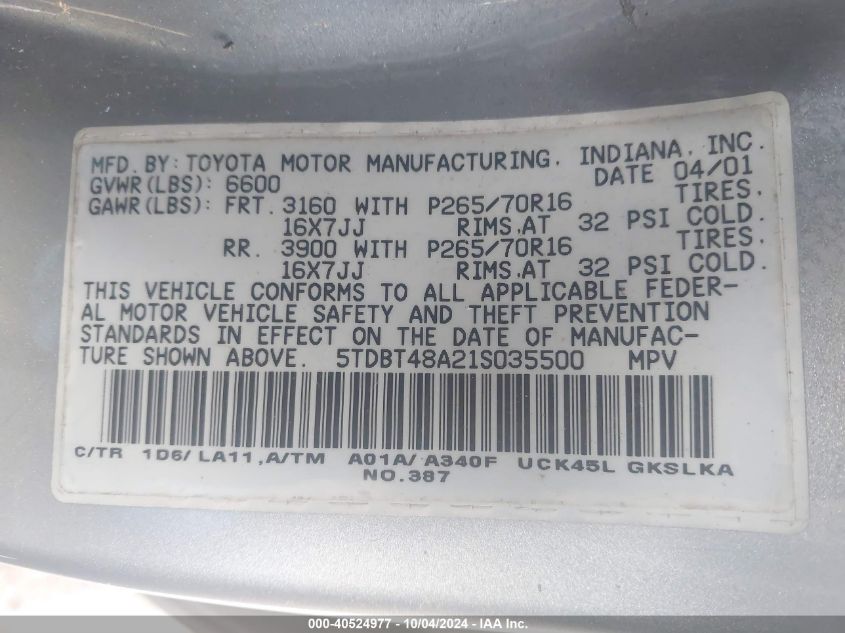 MFD. BY: TOYOTA MOTOR MANUFACTURING, INDIANA, INC.
GVWR(LBS): 6600 DATE 04/01
GAWR(LBS): FRT. 3160 WITH P265/70R16 TIRES,
16X7JJ RIMS,AT 32 PSI COLD.
RR. 3900 WITH P265/70R16 TIRES,
16X7JJ RIMS,AT 32 PSI COLD.
THIS VEHICLE CONFORMS TO ALL APPLICABLE FEDER-
AL MOTOR VEHICLE SAFETY AND THEFT PREVENTION
STANDARDS IN EFFECT ON THE DATE OF MANUFAC-
TURE SHOWN ABOVE. 5TDBT48A21S035500 MPV
C/TR 1D6/ LA11,A/TM A01A/ A340F UCK45L GKSLKA
NO.387
000-40524977 - 10/04/2024 - IAA Inc.